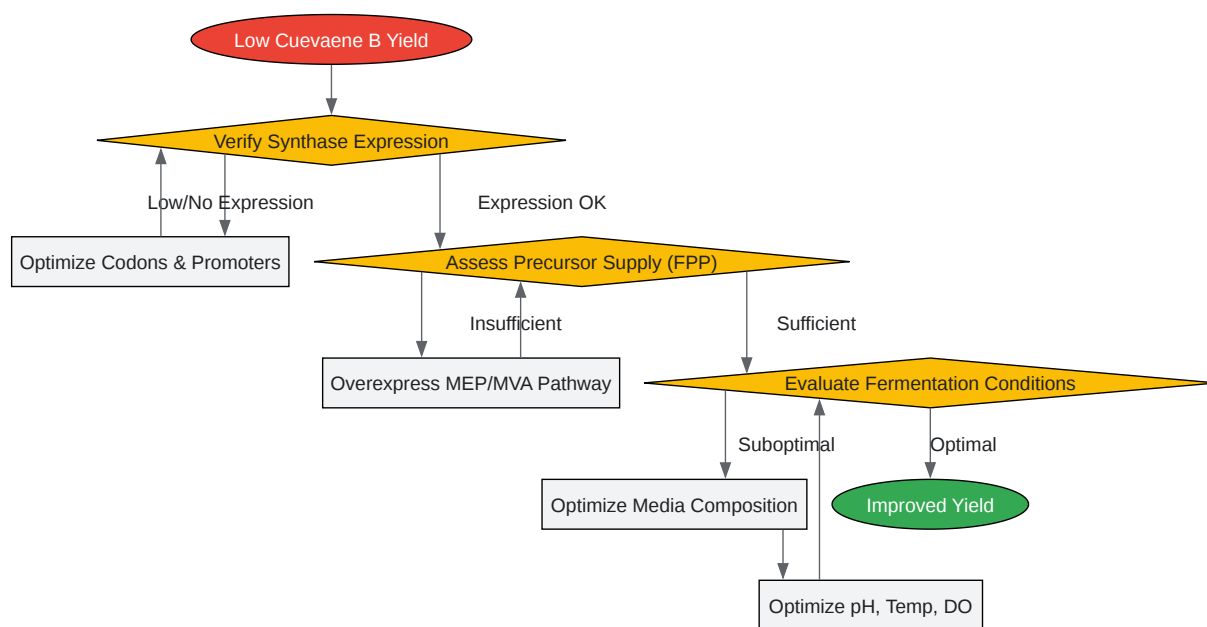 Low Cuevaene B Yield
Verify Synthase Expression
Low/No Expression
Expression OK
Optimize Codons & Promoters
Assess Precursor Supply (FPP)
Insufficient
Sufficient
Overexpress MEP/MVA Pathway
Evaluate Fermentation Conditions
Suboptimal
Optimal
Optimize Media Composition
Improved Yield
Optimize pH, Temp, DO